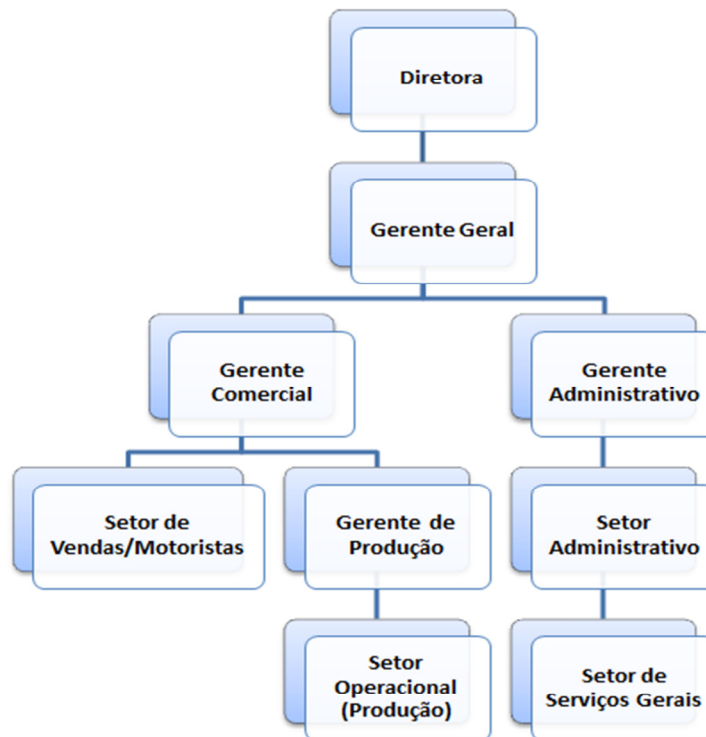 Diretora
Gerente Geral
Gerente
Comercial
Gerente
Administrativo
Setor de
Vendas/Motoristas
Gerente de
Produção
Setor
Administrativo
Setor
Operacional
(Produção)
Setor de
Serviços Gerais